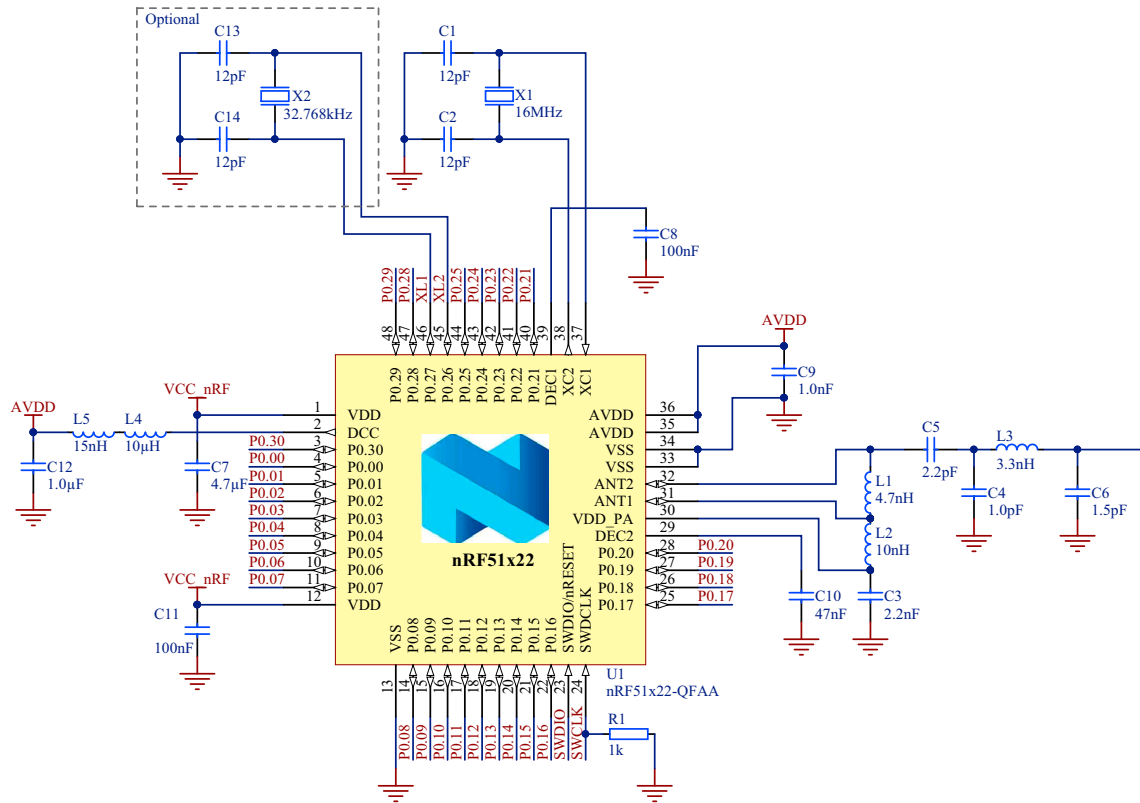 Optional
C13
12pF
X2
32.768kHz
C14
12pF
C1
12pF
X1
16MHz
C2
12pF
C8
100nF
P0.29
P0.28
XL1
XL2
P0.25
P0.24
P0.23
P0.22
P0.21
48
47
46
45
44
43
42
41
40
39
38
37
P0.29
P0.28
P0.27
P0.26
P0.25
P0.24
P0.23
P0.22
P0.21
DEC1
XC2
XC1
AVDD
L5
15nH
L4
10µH
C12
1.0µF
VCC_nRF
C7
4.7µF
P0.30
P0.00
P0.01
P0.02
P0.03
P0.04
P0.05
P0.06
P0.07
VCC_nRF
C11
100nF
1 VDD
2 DCC
3 P0.30
4 P0.00
5 P0.01
6 P0.02
7 P0.03
8 P0.04
9 P0.05
10 P0.06
11 P0.07
12 VDD
nRF51x22
AVDD 36
AVDD 35
VSS 34
VSS 33
ANT2 32
ANT1 31
VDD_PA 30
DEC2 29
P0.20 28 P0.20
P0.19 27 P0.19
P0.18 26 P0.18
P0.17 25 P0.17
AVDD
C9
1.0nF
L1
4.7nH
L2
10nH
C5
2.2pF
L3
3.3nH
C4
1.0pF
C6
1.5pF
C10
47nF
C3
2.2nF
VSS
P0.08
P0.09
P0.10
P0.11
P0.12
P0.13
P0.14
P0.15
P0.16
SWDIO/nRESET
SWDCLK
13
14
15
16
17
18
19
20
21
22
23
24
U1
nRF51x22-QFAA
P0.08
P0.09
P0.10
P0.11
P0.12
P0.13
P0.14
P0.15
P0.16
SWDIO
SWCLK
R1
1k